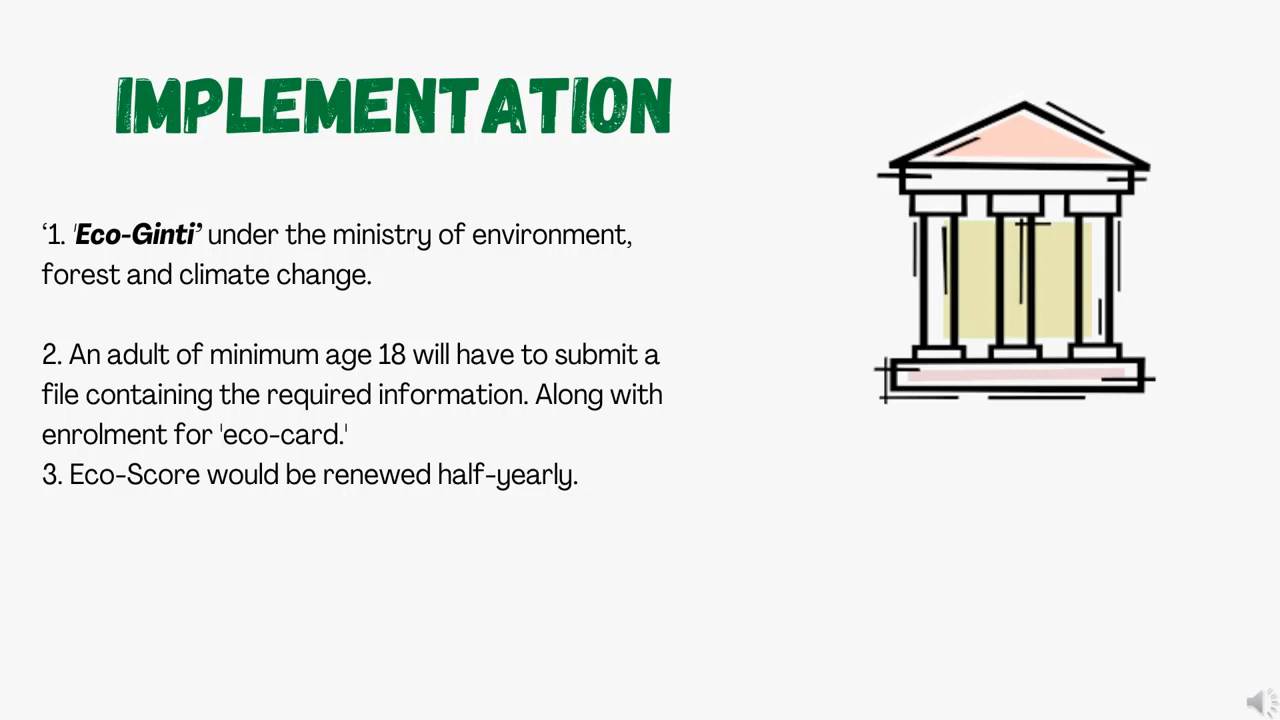 IMPLEMENTATION
‘1. 'Eco-Ginti’ under the ministry of environment,
forest and climate change.
2. An adult of minimum age 18 will have to submit a
file containing the required information. Along with
enrolment for 'eco-card.'
3. Eco-Score would be renewed half-yearly.